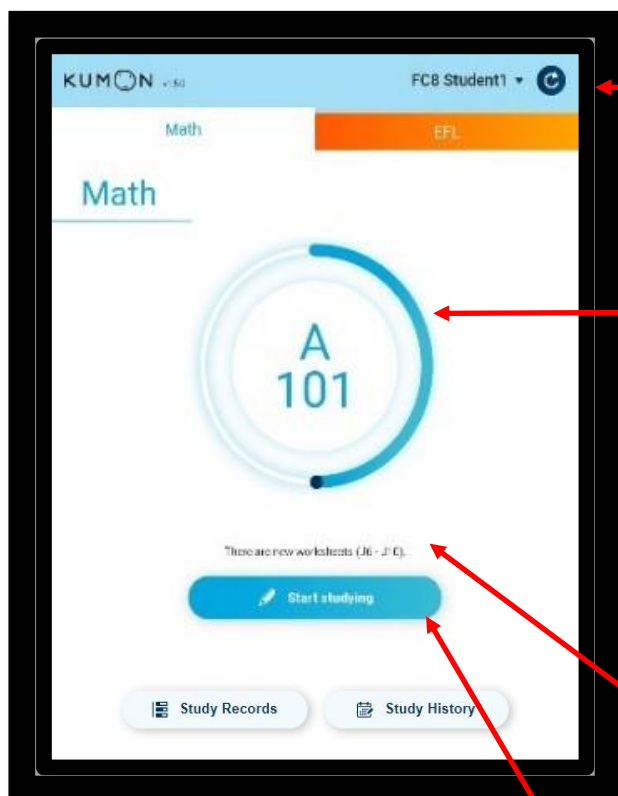 KUMON
FC8 Student1
Math
EFL
Math
A
101
There are new worksheets
Start studying
Study Records
Study History